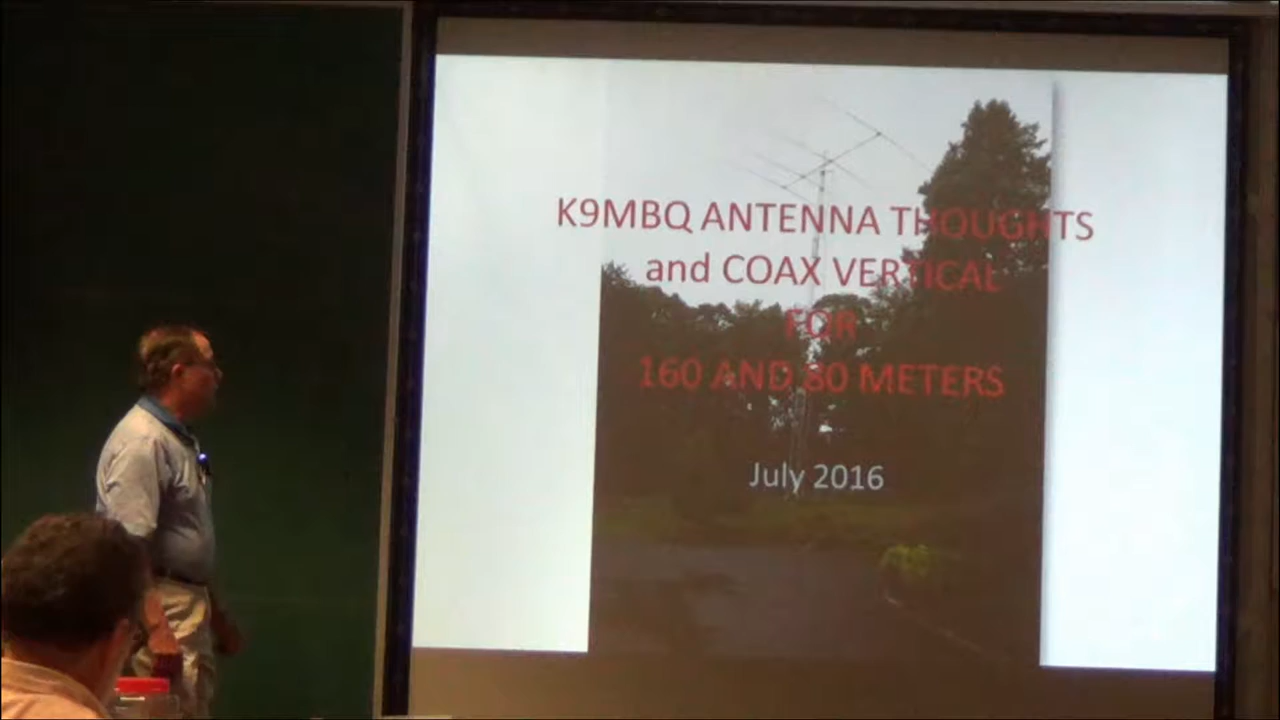 K9MBQ ANTENNA THOUGHTS
and COAX VERTICAL
FOR
160 AND 80 METERS
July 2016